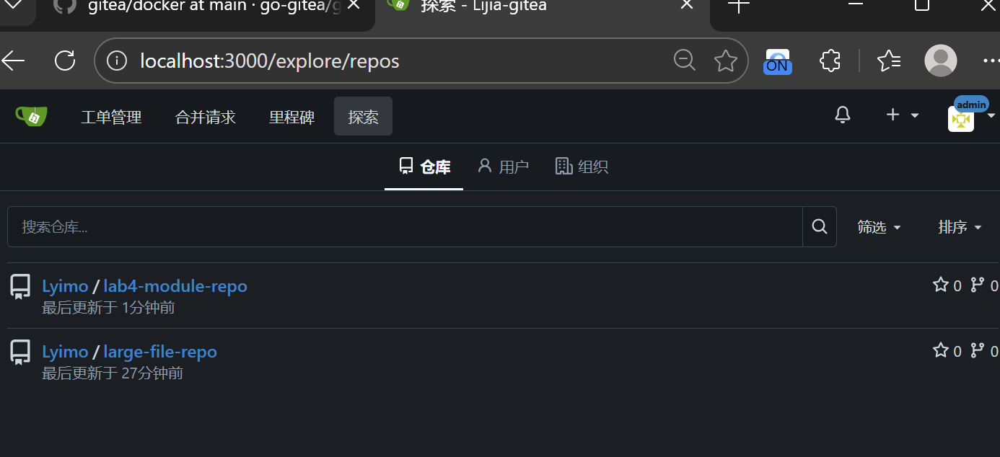 gitea/docker at main · go-gitea/g
探索 - Lijia-gitea
localhost:3000/explore/repos
ON
工单管理 合并请求 里程碑 探索
admin
仓库 用户 组织
搜索仓库...
筛选 排序
Lyimo / lab4-module-repo
0 0
最后更新于 1分钟前
Lyimo / large-file-repo
0 0
最后更新于 27分钟前